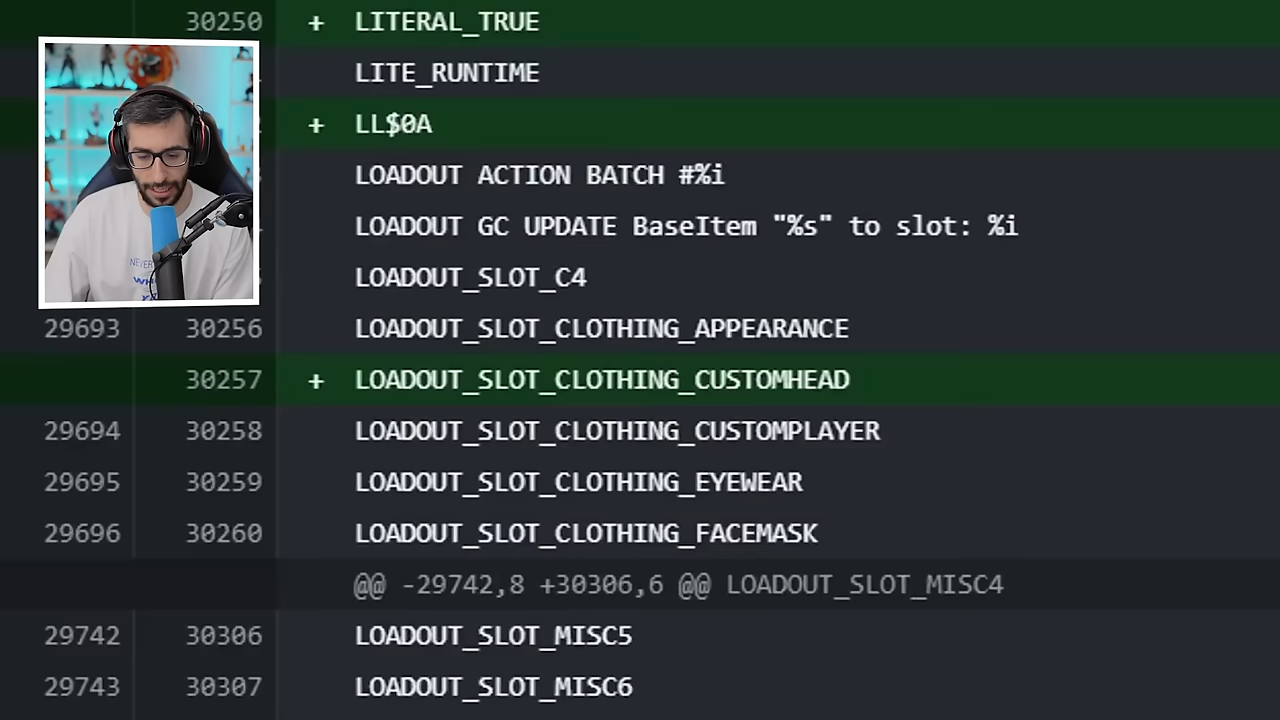 30250 + LITERAL_TRUE
LITE_RUNTIME
+ LL$0A
LOADOUT ACTION BATCH #%i
LOADOUT GC UPDATE BaseItem "%s" to slot: %i
LOADOUT_SLOT_C4
29693 30256 LOADOUT_SLOT_CLOTHING_APPEARANCE
30257 + LOADOUT_SLOT_CLOTHING_CUSTOMHEAD
29694 30258 LOADOUT_SLOT_CLOTHING_CUSTOMPLAYER
29695 30259 LOADOUT_SLOT_CLOTHING_EYEWEAR
29696 30260 LOADOUT_SLOT_CLOTHING_FACEMASK
@@ -29742,8 +30306,6 @@ LOADOUT_SLOT_MISC4
29742 30306 LOADOUT_SLOT_MISC5
29743 30307 LOADOUT_SLOT_MISC6